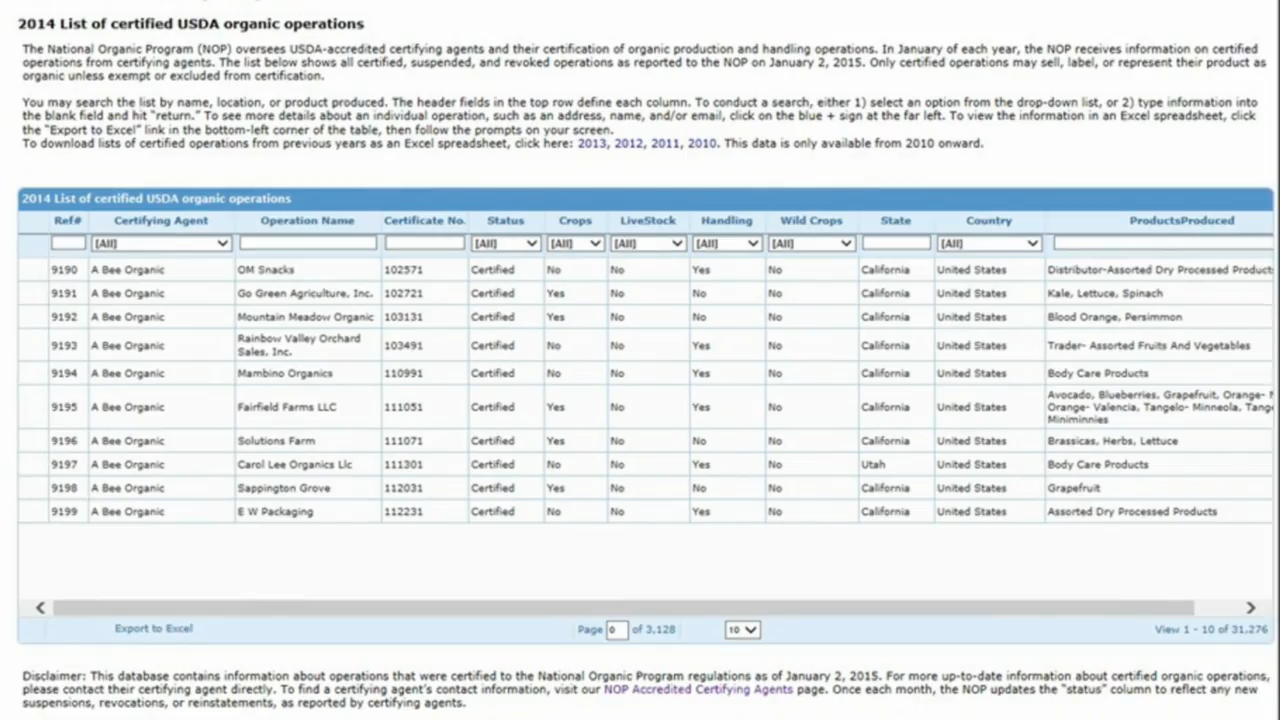 2014 List of certified USDA organic operations
The National Organic Program (NOP) oversees USDA-accredited certifying agents and their certification of organic production and handling operations. In January of each year, the NOP receives information on certified
operations from certifying agents. The list below shows all certified, suspended, and revoked operations as reported to the NOP on January 2, 2015. Only certified operations may sell, label, or represent their product as
organic unless exempt or excluded from certification.
You may search the list by name, location, or product produced. The header fields in the top row define each column. To conduct a search, either 1) select an option from the drop-down list, or 2) type information into
the blank field and hit "return." To see more details about an individual operation, such as an address, name, and/or email, click on the blue + sign at the far left. To view the information in an Excel spreadsheet, click
the "Export to Excel" link in the bottom-left corner of the table, then follow the prompts on your screen.
To download lists of certified operations from previous years as an Excel spreadsheet, click here: 2013, 2012, 2011, 2010. This data is only available from 2010 onward.
2014 List of certified USDA organic operations
Ref# Certifying Agent Operation Name Certificate No. Status Crops LiveStock Handling Wild Crops State Country ProductsProduced
[All] [All] [All] [All] [All] [All] [All]
9190 A Bee Organic OM Snacks 102571 Certified No No Yes No California United States Distributor-Assorted Dry Processed Products
9191 A Bee Organic Go Green Agriculture, Inc. 102721 Certified Yes No No No California United States Kale, Lettuce, Spinach
9192 A Bee Organic Mountain Meadow Organic 103131 Certified Yes No No No California United States Blood Orange, Persimmon
9193 A Bee Organic Rainbow Valley Orchard Sales, Inc. 103491 Certified No No Yes No California United States Trader- Assorted Fruits And Vegetables
9194 A Bee Organic Mambino Organics 110991 Certified No No Yes No California United States Body Care Products
9195 A Bee Organic Fairfield Farms LLC 111051 Certified Yes No Yes No California United States Avocado, Blueberries, Grapefruit, Orange-
Orange- Valencia, Tangelo- Minneola, Tang
Miniminnies
9196 A Bee Organic Solutions Farm 111071 Certified Yes No No No California United States Brassicas, Herbs, Lettuce
9197 A Bee Organic Carol Lee Organics Llc 111301 Certified No No Yes No Utah United States Body Care Products
9198 A Bee Organic Sappington Grove 112031 Certified Yes No No No California United States Grapefruit
9199 A Bee Organic E W Packaging 112231 Certified No No Yes No California United States Assorted Dry Processed Products
Export to Excel Page 0 of 3,128 10 View 1 - 10 of 31,276
Disclaimer: This database contains information about operations that were certified to the National Organic Program regulations as of January 2, 2015. For more up-to-date information about certified organic operations,
please contact their certifying agent directly. To find a certifying agent's contact information, visit our NOP Accredited Certifying Agents page. Once each month, the NOP updates the "status" column to reflect any new
suspensions, revocations, or reinstatements, as reported by certifying agents.